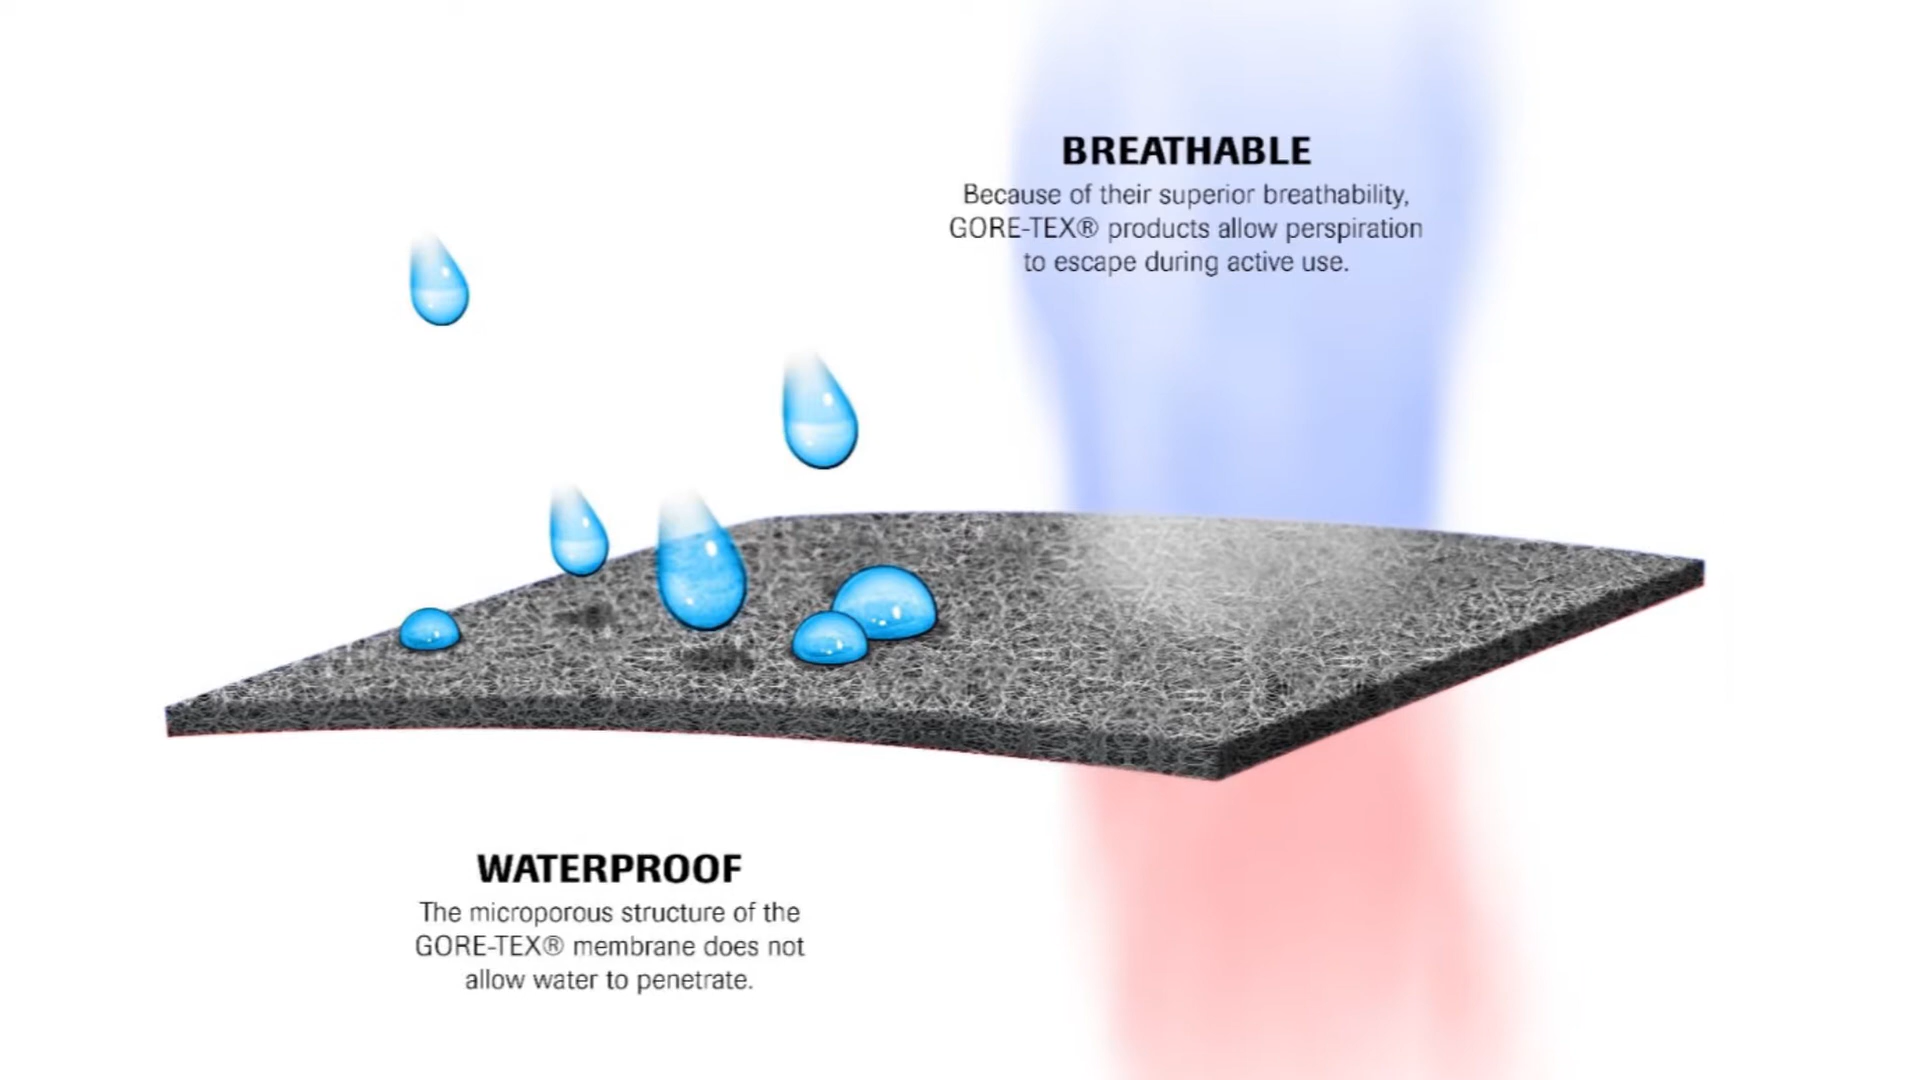 BREATHABLE
Because of their superior breathability,
GORE-TEX® products allow perspiration
to escape during active use.
WATERPROOF
The microporous structure of the
GORE-TEX® membrane does not
allow water to penetrate.